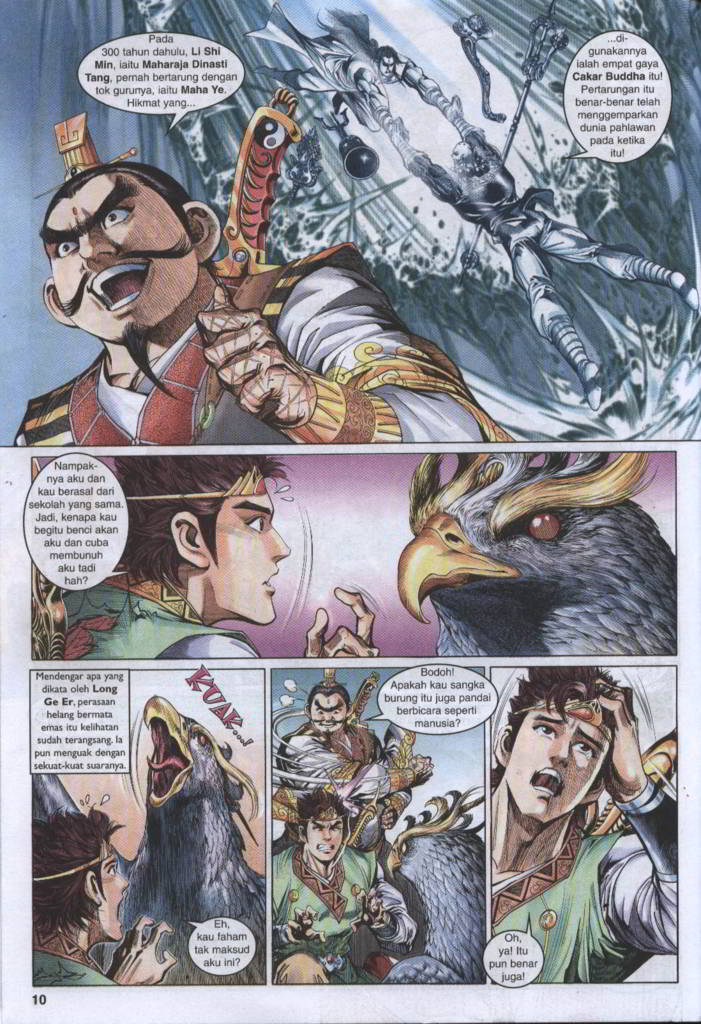 Pada
300 tahun dahulu, Li Shi
Min, iaitu Maharaja Dinasti
Tang, pernah bertarung dengan
tok gurunya, iaitu Maha Ye.
Hikmat yang...
...di-
gunakannya
ialah empat gaya
Cakar Buddha itu!
Pertarungan itu
benar-benar telah
menggemparkan
dunia pahlawan
pada ketika
itu!
Nampak-
nya aku dan
kau berasal dari
sekolah yang sama.
Jadi, kenapa kau
begitu benci akan
aku dan cuba
membunuh
aku tadi
hah?
Mendengar apa yang
dikata oleh Long
Ge Er, perasaan
helang bermata
emas itu kelihatan
sudah terangsang. Ia
pun menguak dengan
sekuat-kuat suaranya.
KUAK...!
Eh,
kau faham
tak maksud
aku ini?
Bodoh!
Apakah kau sangka
burung itu juga pandai
berbicara seperti
manusia?
Oh,
ya! Itu
pun benar
juga!
10